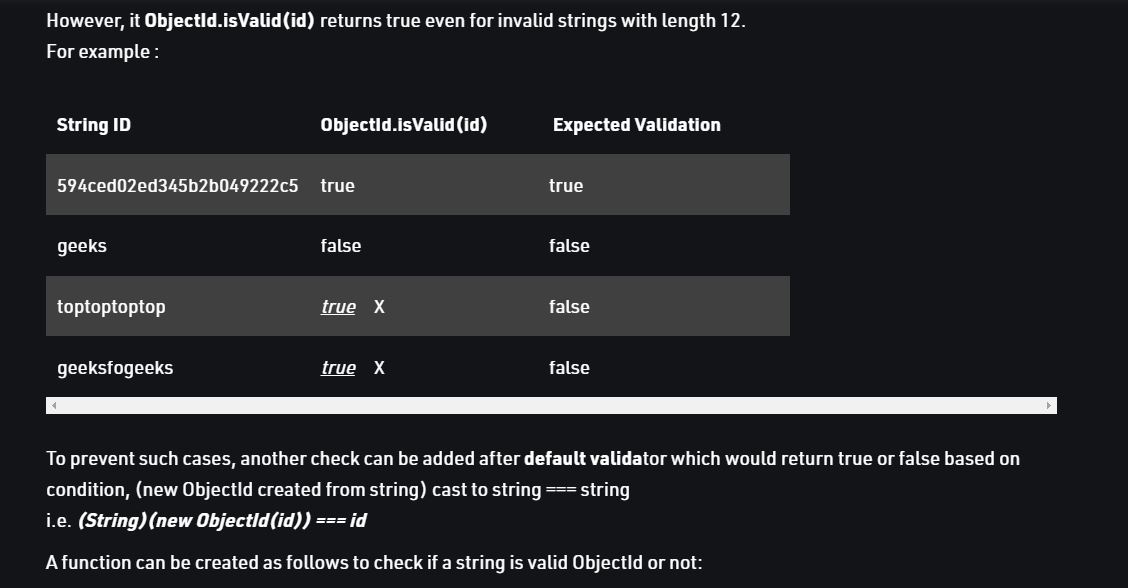 However, it ObjectId.isValid(id) returns true even for invalid strings with length 12.
For example :
String ID ObjectId.isValid(id) Expected Validation
594ced02ed345b2b049222c5 true true
geeks false false
toptoptoptop true X false
geeksfogeeks true X false
To prevent such cases, another check can be added after default validator which would return true or false based on
condition, (new ObjectId created from string) cast to string === string
i.e. (String)(new ObjectId(id)) === id
A function can be created as follows to check if a string is valid ObjectId or not: